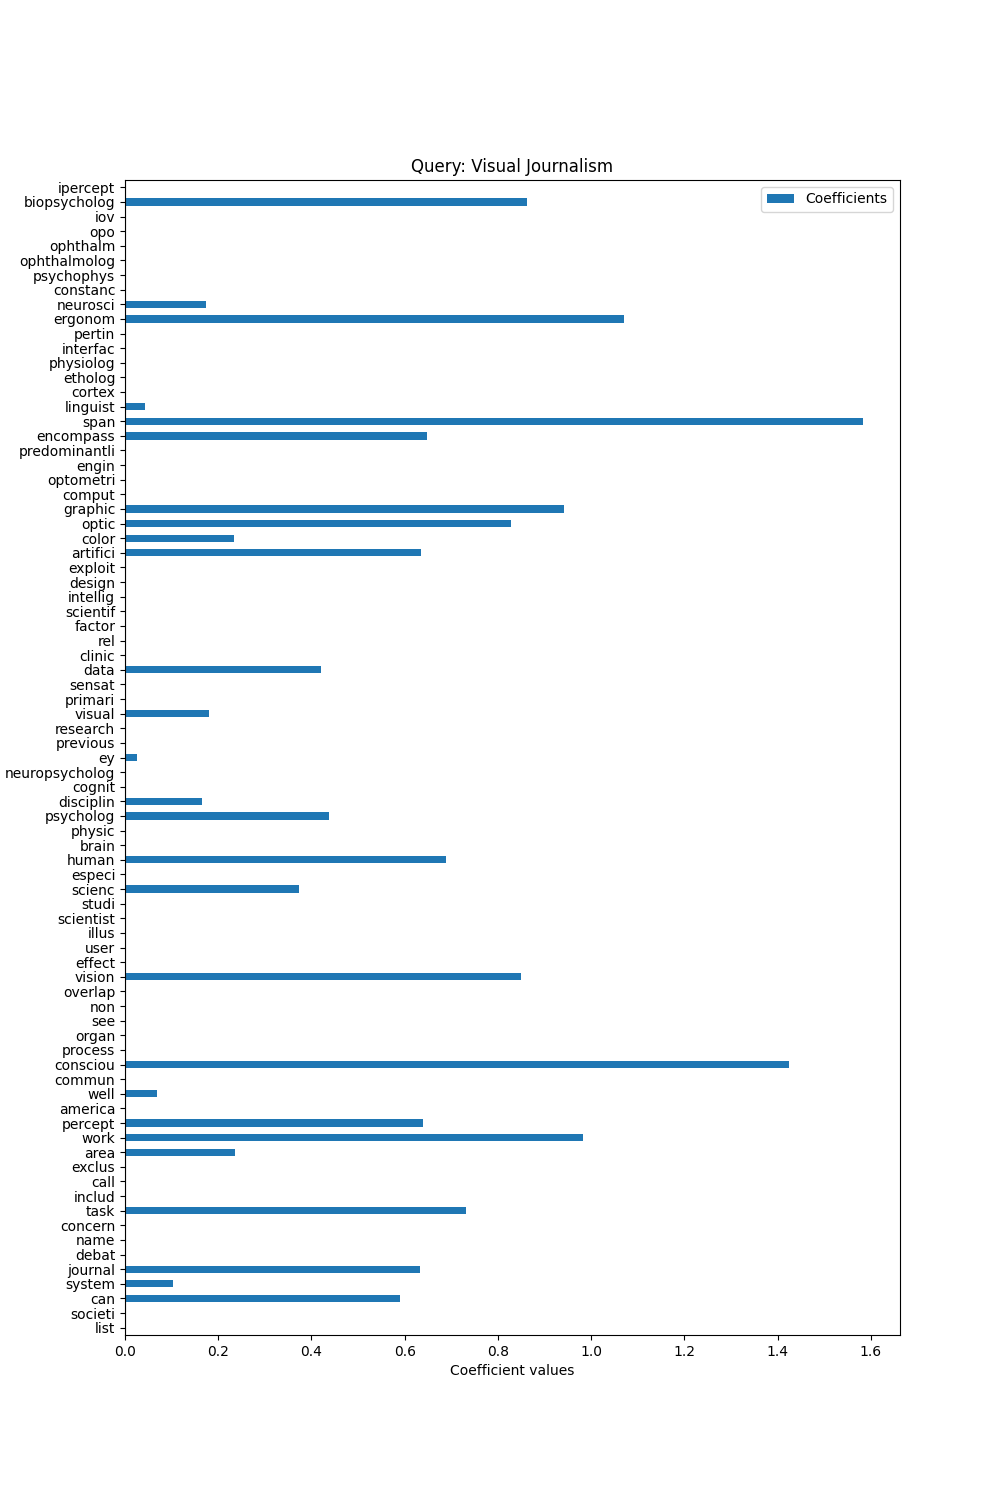 Query: Visual Journalism
Coefficients
ipercept
biopsycholog
iov
opo
ophthalm
ophthalmolog
psychophys
constanc
neurosci
ergonom
pertin
interfac
physiolog
etholog
cortex
linguist
span
encompass
predominantli
engin
optometri
comput
graphic
optic
color
artifici
exploit
design
intellig
scientif
factor
rel
clinic
data
sensat
primari
visual
research
previous
ey
neuropsycholog
cognit
disciplin
psycholog
physic
brain
human
especi
scienc
studi
scientist
illus
user
effect
vision
overlap
non
see
organ
process
consciou
commun
well
america
percept
work
area
exclus
call
includ
task
concern
name
debat
journal
system
can
societi
list
0.0 0.2 0.4 0.6 0.8 1.0 1.2 1.4 1.6
Coefficient values